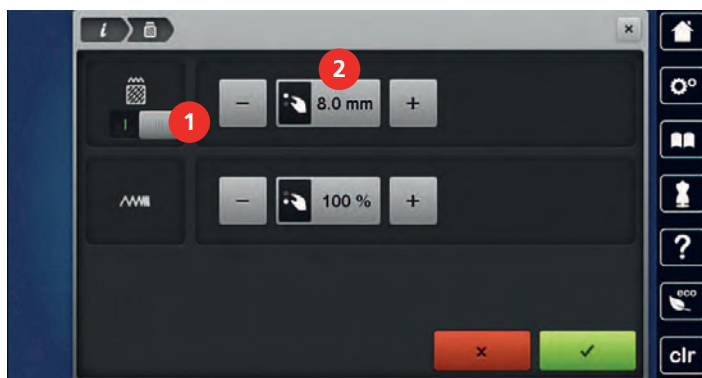 i
×
1
2
− 8.0 mm +
− 100 % +
?
eco
× ✓
clr